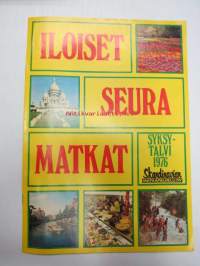 ILOISET
SEURA
MATKAT
SYKSY-
TALVI
1976
Skandinavian